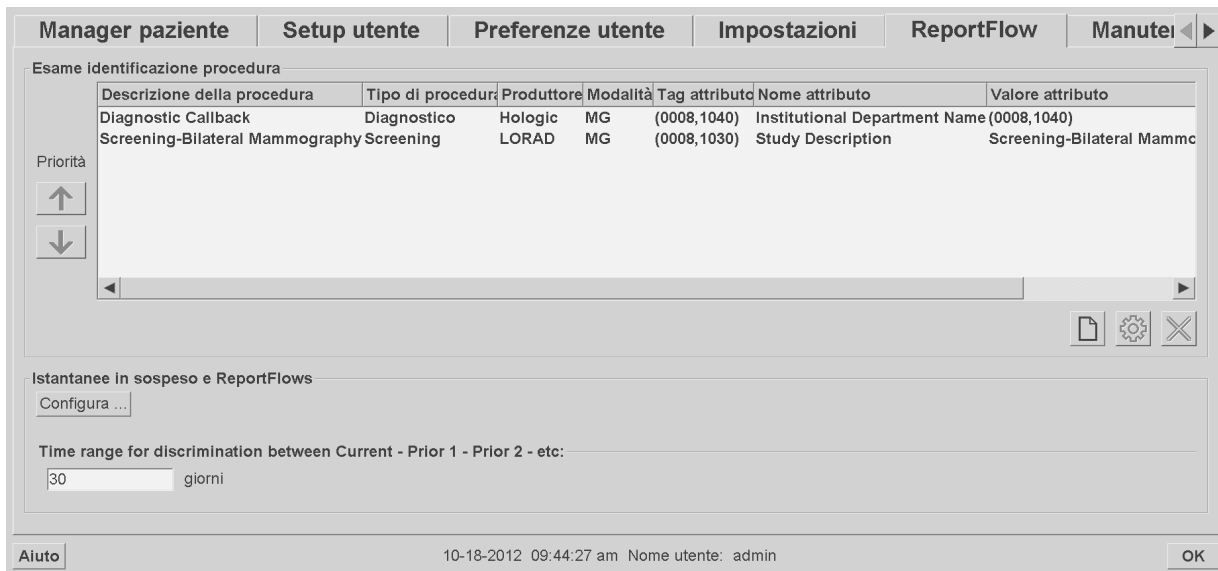 Manager paziente Setup utente Preferenze utente Impostazioni ReportFlow Manute
Esame identificazione procedura
Descrizione della procedura Tipo di procedura Produttore Modalità Tag attributo Nome attributo Valore attributo
Diagnostic Callback Diagnostico Hologic MG (0008,1040) Institutional Department Name (0008,1040)
Screening-Bilateral Mammography Screening LORAD MG (0008,1030) Study Description Screening-Bilateral Mammo
Priorità
Istantanee in sospeso e ReportFlows
Configura ...
Time range for discrimination between Current - Prior 1 - Prior 2 - etc:
30 giorni
Aiuto 10-18-2012 09:44:27 am Nome utente: admin OK